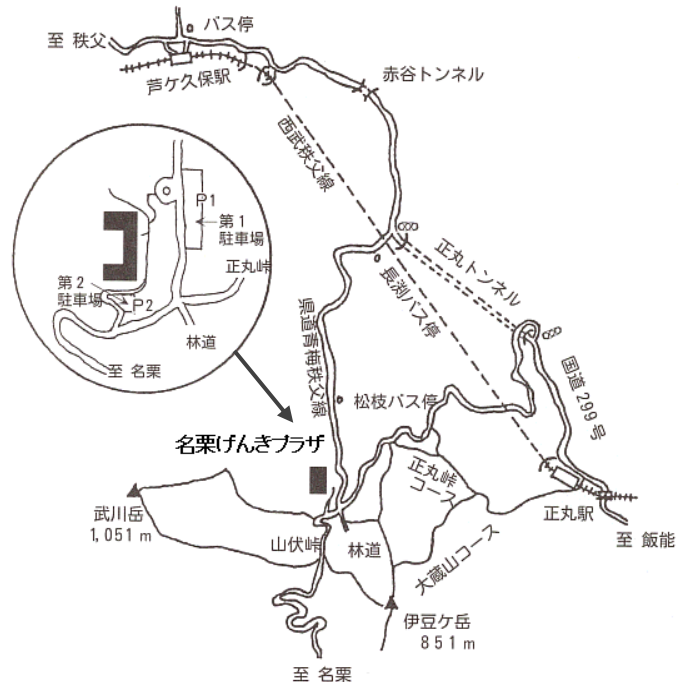 バス停
至 秩父
芦ケ久保駅
赤谷トンネル
西武秩父線
P1
第1
駐車場
正丸峠
第2
駐車場
P2
林道
至 名栗
正丸トンネル
長渕バス停
県道青梅秩父線
国道299号
松枝バス停
名栗げんきプラザ
正丸峠
コース
武川岳
1,051m
正丸駅
至 飯能
山伏峠
林道
大蔵山コース
伊豆ケ岳
851m
至 名栗